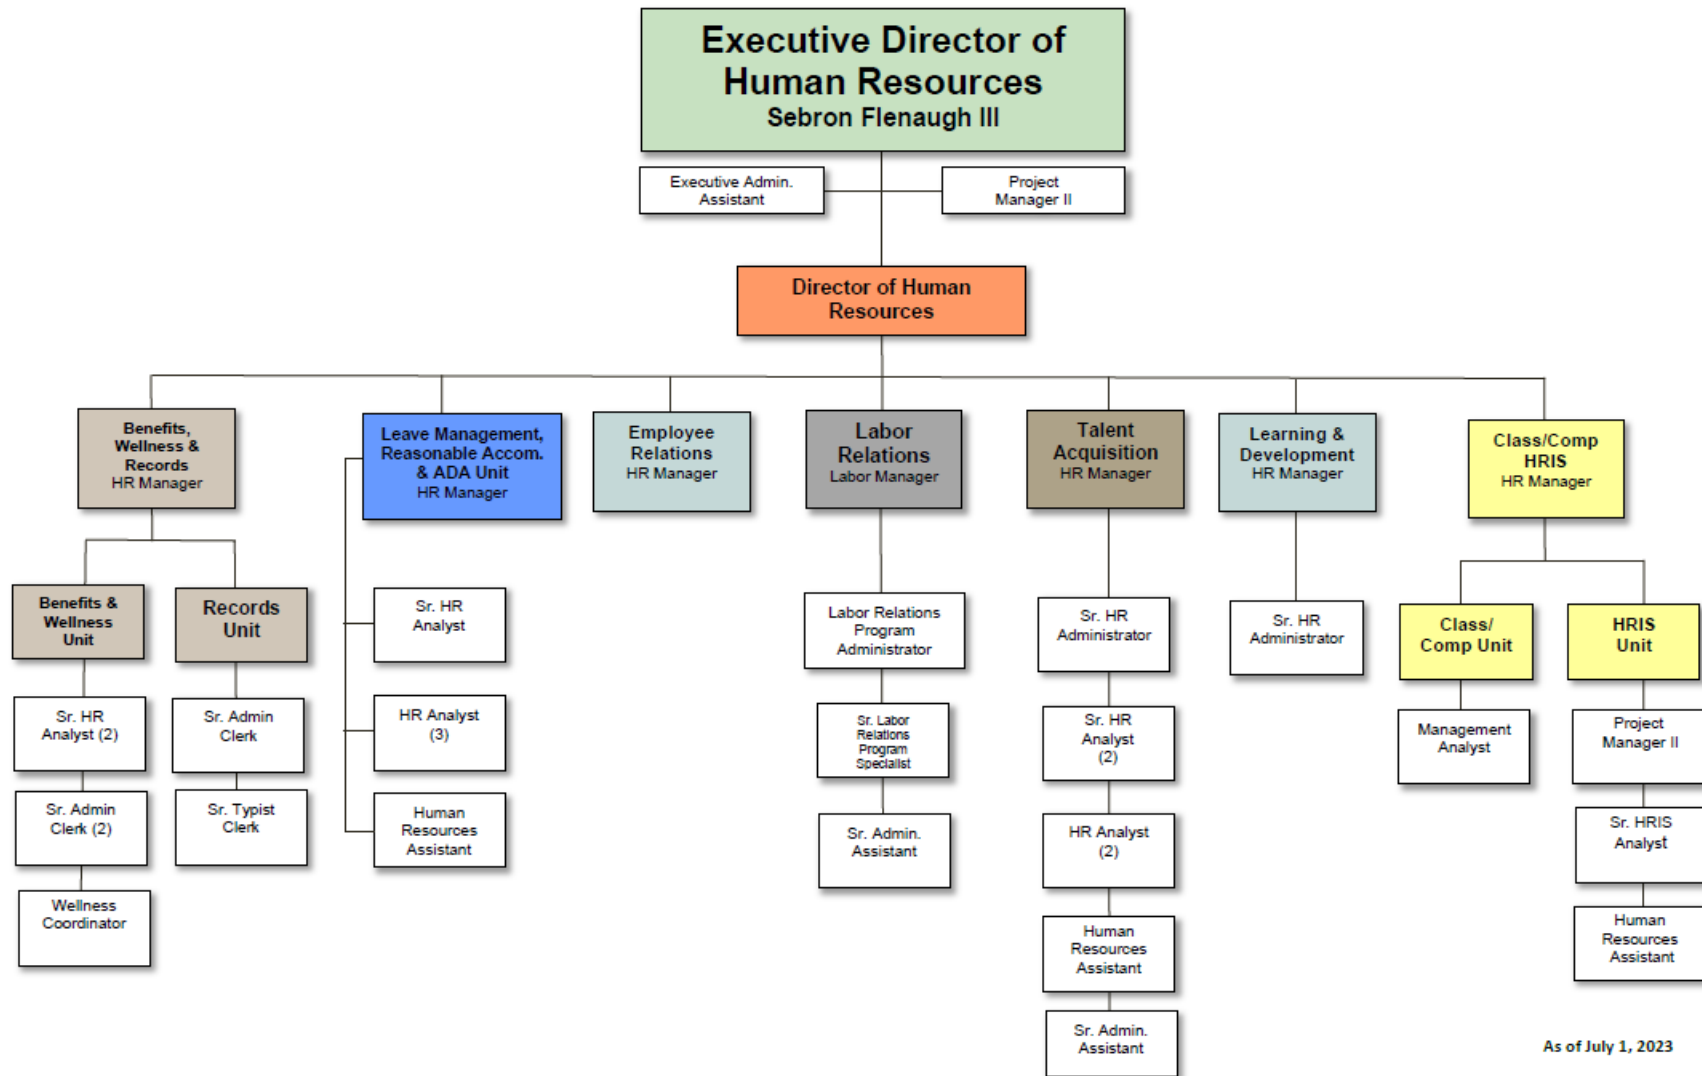 Executive Director of
Human Resources
Sebron Flenaugh III
Executive Admin.
Assistant
Project
Manager II
Director of Human
Resources
Benefits,
Wellness &
Records
HR Manager
Leave Management,
Reasonable Accom.
& ADA Unit
HR Manager
Employee
Relations
HR Manager
Labor
Relations
Labor Manager
Talent
Acquisition
HR Manager
Learning &
Development
HR Manager
Class/Comp
HRIS
HR Manager
Benefits &
Wellness
Unit
Records
Unit
Sr. HR
Analyst
Labor Relations
Program
Administrator
Sr. HR
Administrator
Sr. HR
Administrator
Class/
Comp Unit
HRIS
Unit
Sr. HR
Analyst (2)
Sr. Admin
Clerk
HR Analyst
(3)
Sr. Labor
Relations
Program
Specialist
Sr. HR
Analyst
(2)
Management
Analyst
Project
Manager II
Sr. Admin
Clerk (2)
Sr. Typist
Clerk
Human
Resources
Assistant
Sr. Admin.
Assistant
HR Analyst
(2)
Sr. HRIS
Analyst
Wellness
Coordinator
Human
Resources
Assistant
Human
Resources
Assistant
Sr. Admin.
Assistant
As of July 1, 2023